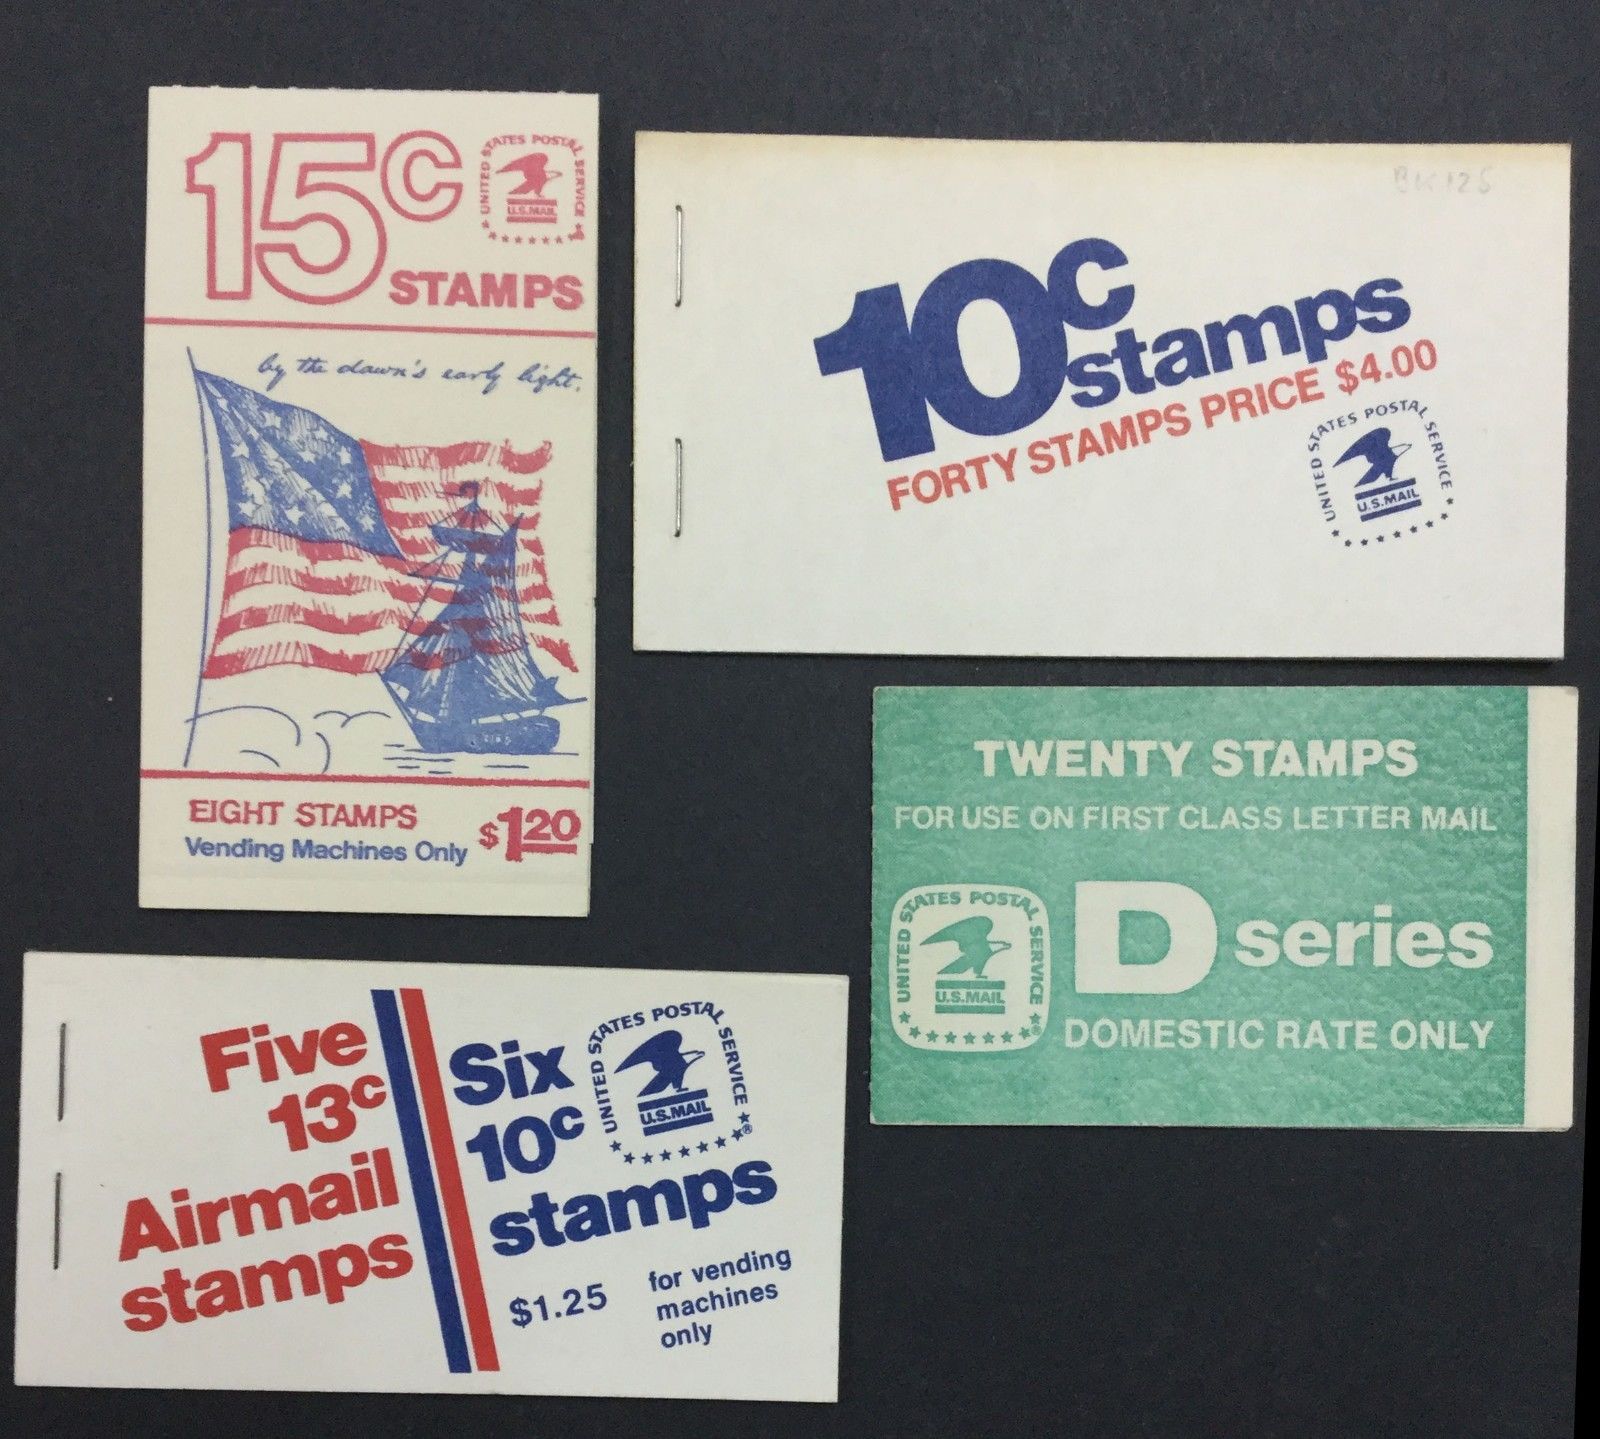 15c
STAMPS
UNITED STATES POSTAL SERVICE
U.S.MAIL
by the dawn's early light.
EIGHT STAMPS
Vending Machines Only
$1.20
BK125
10c
stamps
FORTY STAMPS PRICE $4.00
UNITED STATES POSTAL SERVICE
U.S.MAIL
TWENTY STAMPS
FOR USE ON FIRST CLASS LETTER MAIL
UNITED STATES POSTAL SERVICE
U.S.MAIL
D series
DOMESTIC RATE ONLY
Five
13c
Airmail
stamps
Six
10c
stamps
UNITED STATES POSTAL SERVICE
U.S.MAIL
®
$1.25
for vending
machines
only